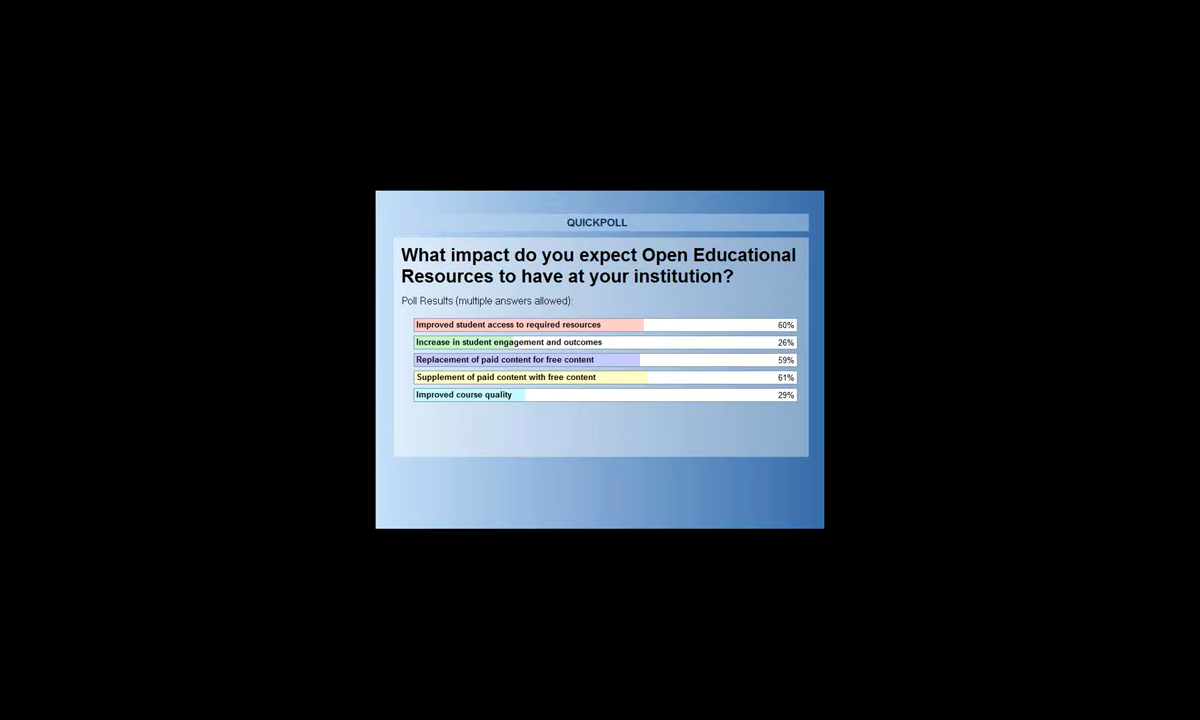 QUICKPOLL
What impact do you expect Open Educational
Resources to have at your institution?
Poll Results (multiple answers allowed):
Improved student access to required resources 60%
Increase in student engagement and outcomes 26%
Replacement of paid content for free content 59%
Supplement of paid content with free content 61%
Improved course quality 29%